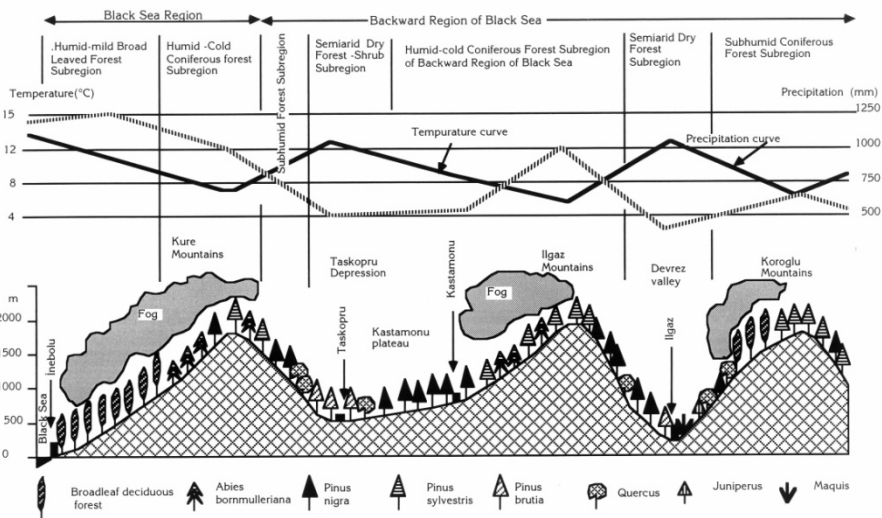 Black Sea Region
Backward Region of Black Sea
.Humid-mild Broad
Leaved Forest
Subregion
Humid -Cold
Coniferous forest
Subregion
Subhumid Forest Subregion
Semiarid Dry
Forest -Shrub
Subregion
Humid-cold Coniferous Forest Subregion
of Backward Region of Black Sea
Semiarid Dry
Forest
Subregion
Subhumid Coniferous
Forest Subregion
Temperature(°C)
Precipitation (mm)
15
1250
12
1000
8
750
4
500
Tempurature curve
Precipitation curve
Kure
Mountains
Taskopru
Depression
Kastamonu
Ilgaz
Mountains
Devrez
valley
Koroglu
Mountains
m
2000
1500
1000
500
0
Fog
Fog
Black Sea
Inebolu
Taskopru
Kastamonu
plateau
Ilgaz
Broadleaf deciduous
forest
Abies
bornmulleriana
Pinus
nigra
Pinus
sylvestris
Pinus
brutia
Quercus
Juniperus
Maquis